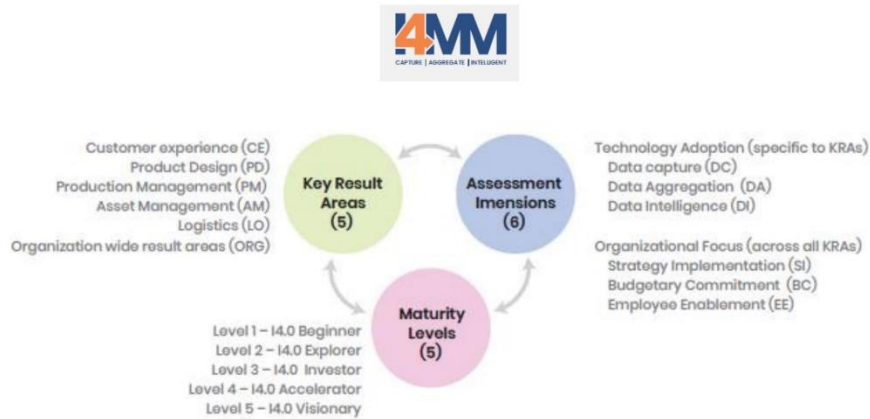 I4MM
CAPTURE | AGGREGATE | INTELLIGENT
Customer experience (CE)
Product Design (PD)
Production Management (PM)
Asset Management (AM)
Logistics (LO)
Organization wide result areas (ORG)
Key Result
Areas
(5)
Assessment
Imensions
(6)
Technology Adoption (specific to KRAs)
Data capture (DC)
Data Aggregation (DA)
Data Intelligence (DI)
Organizational Focus (across all KRAs)
Strategy Implementation (SI)
Budgetary Commitment (BC)
Employee Enablement (EE)
Maturity
Levels
(5)
Level 1 – I4.0 Beginner
Level 2 – I4.0 Explorer
Level 3 – I4.0 Investor
Level 4 – I4.0 Accelerator
Level 5 – I4.0 Visionary